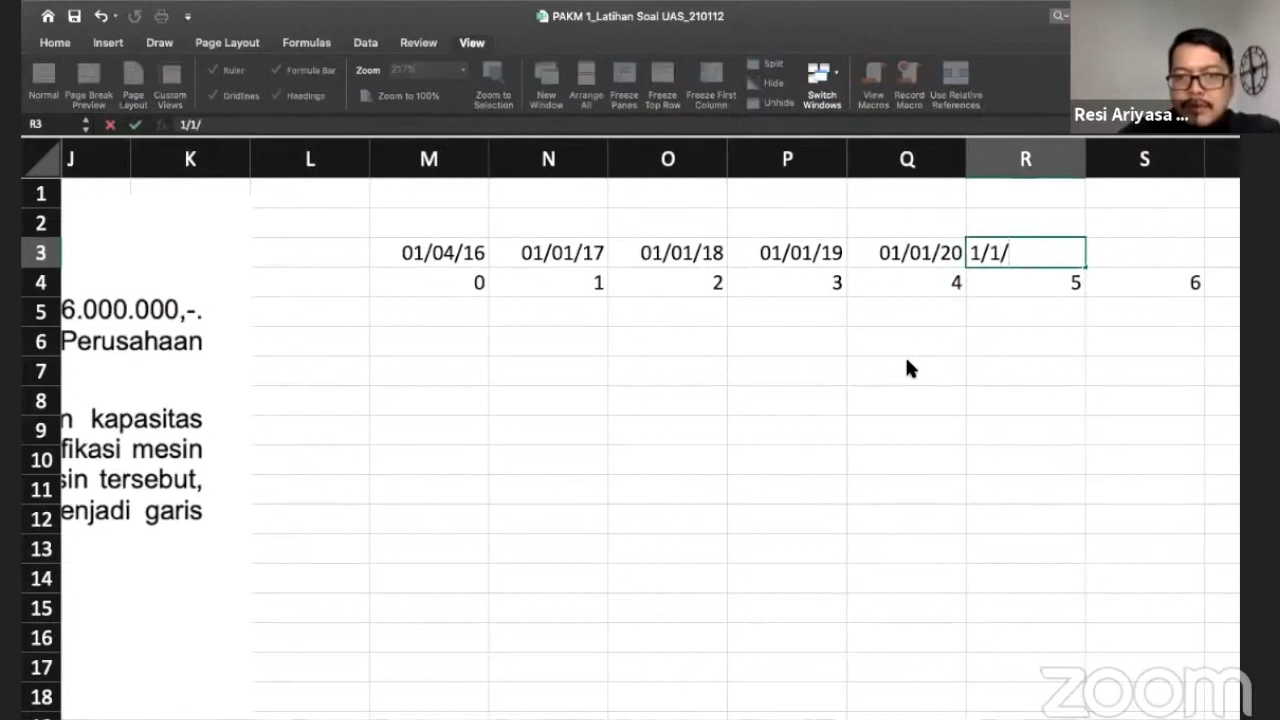 PAKM 1_Latihan Soal UAS_210112
Home Insert Draw Page Layout Formulas Data Review View
Ruler Formula Bar Zoom 217% Split
Gridlines Headings Zoom to 100% Hide
Unhide
Normal Page Break Preview Page Layout Custom Views Zoom to Selection New Window Arrange All Freeze Panes Freeze Top Row Freeze First Column Switch Windows View Macros Record Macro Use Relative References
Resi Ariyasa ...
R3 fx 1/1/
J K L M N O P Q R S
1
2
3 01/04/16 01/01/17 01/01/18 01/01/19 01/01/20 1/1/
4 0 1 2 3 4 5 6
5 6.000.000,-.
6 Perusahaan
7
8
9 n kapasitas
10 fikasi mesin
11 sin tersebut,
12 enjadi garis
13
14
15
16
17
18
zoom